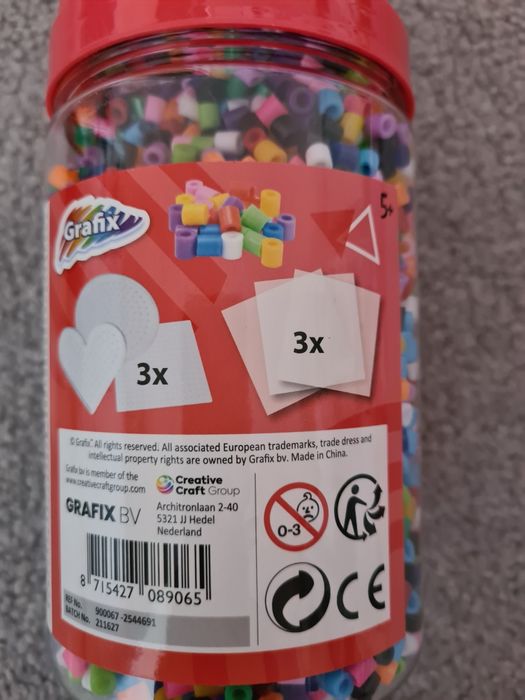 Grafix
5+
3x
3x
© Grafix™ All rights reserved. All associated European trademarks, trade dress and
intellectual property rights are owned by Grafix bv. Made in China.
Grafix bv is member of the
www.creativecraftgroup.com
Creative
Craft Group
GRAFIX BV
Architronlaan 2-40
5321 JJ Hedel
Nederland
0-3
8 715427 089065
REF No. 900067 -2544691
BATCH No. 211627
CE